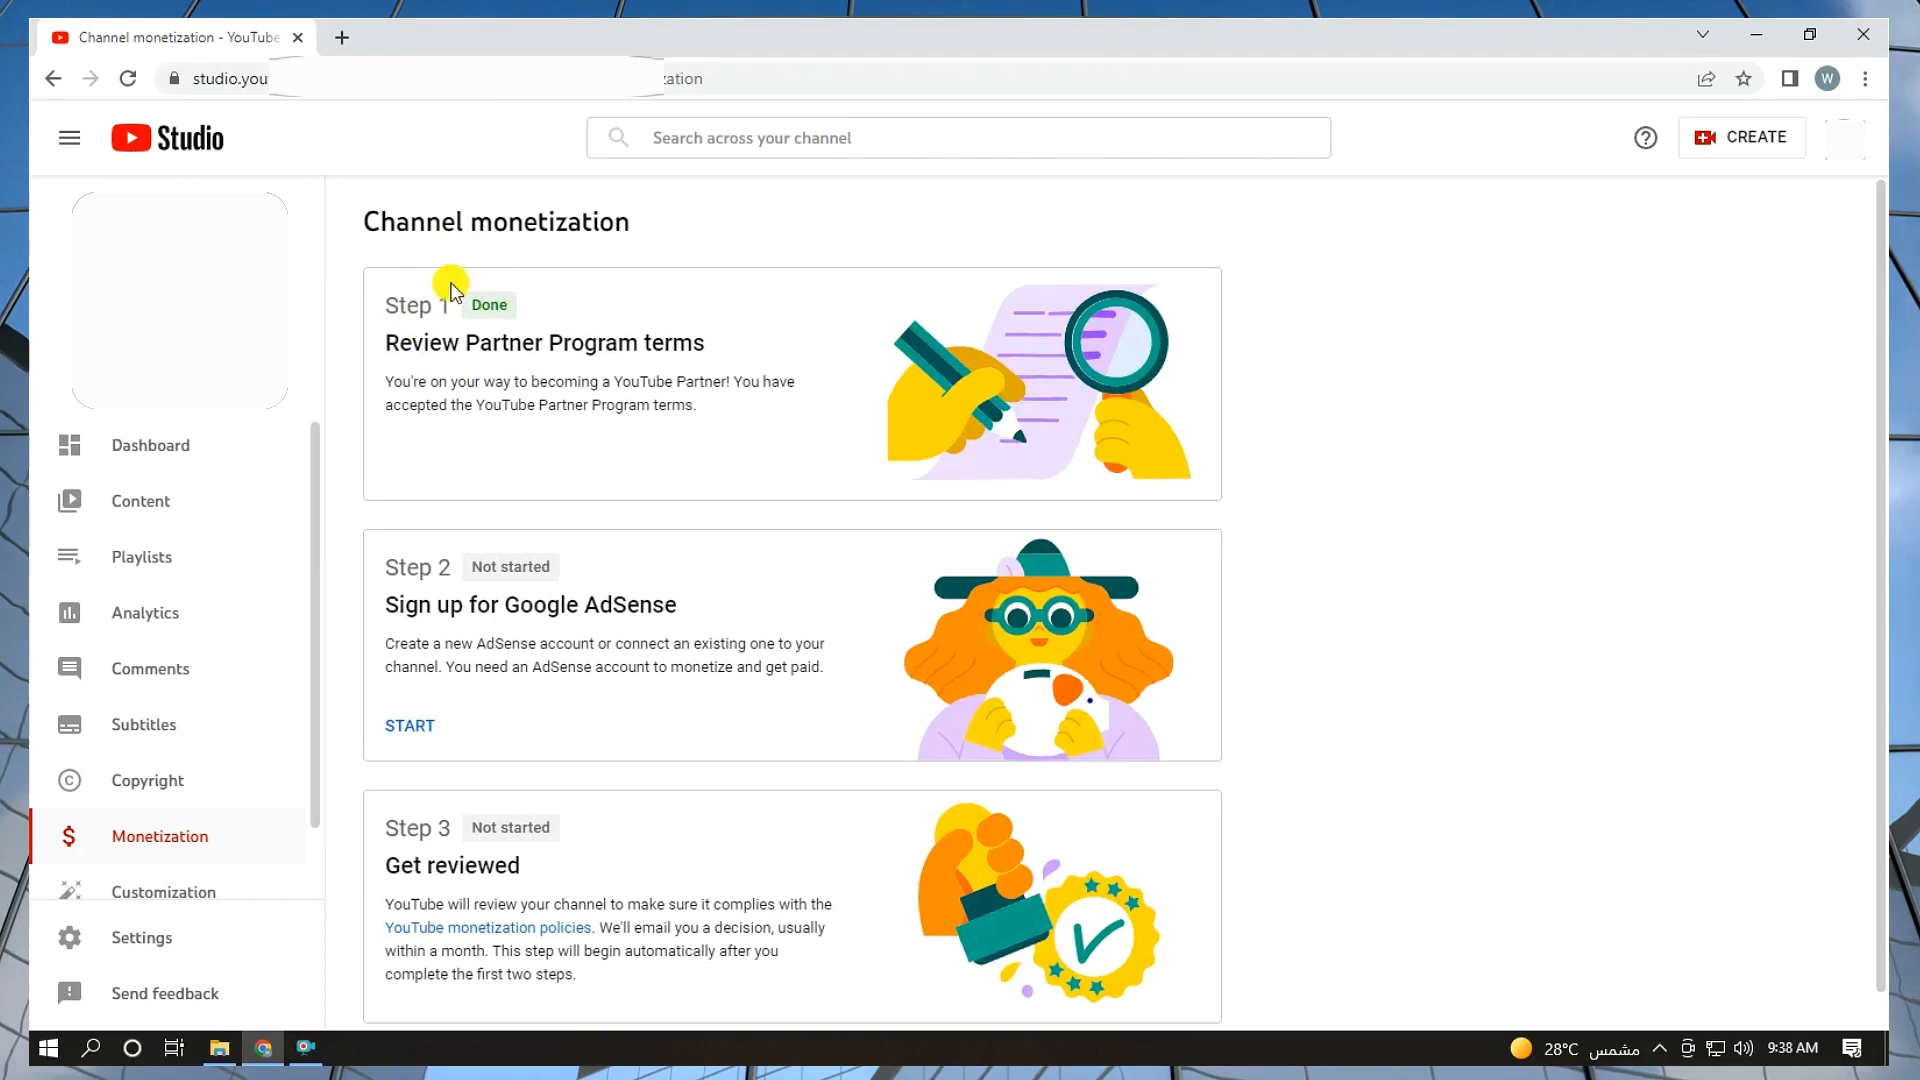 Channel monetization - YouTube
studio.you
zation
Studio
Search across your channel
CREATE
Channel monetization
Step 1 Done
Review Partner Program terms
You're on your way to becoming a YouTube Partner! You have
accepted the YouTube Partner Program terms.
Step 2 Not started
Sign up for Google AdSense
Create a new AdSense account or connect an existing one to your
channel. You need an AdSense account to monetize and get paid.
START
Step 3 Not started
Get reviewed
YouTube will review your channel to make sure it complies with the
YouTube monetization policies. We'll email you a decision, usually
within a month. This step will begin automatically after you
complete the first two steps.
Dashboard
Content
Playlists
Analytics
Comments
Subtitles
Copyright
Monetization
Customization
Settings
Send feedback
W
28°C مشمس
9:38 AM